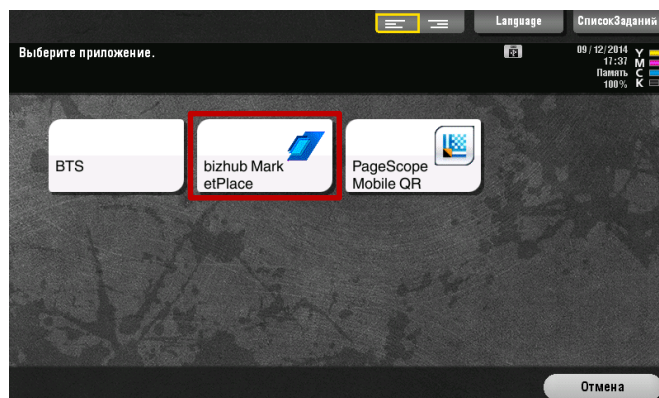 Language
СписокЗаданий
Выберите приложение.
09/12/2014
17:37
Память
100%
Y
M
C
K
BTS
bizhub Mark
etPlace
PageScope
Mobile QR
Отмена